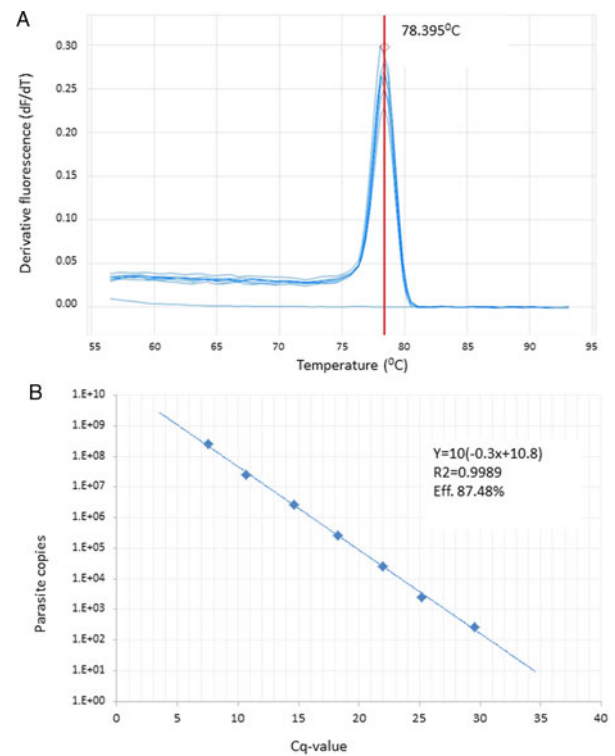 A
78.395⁰C
Derivative fluorescence (dF/dT)
0.30
0.25
0.20
0.15
0.10
0.05
0.00
55 60 65 70 75 80 85 90 95
Temperature (⁰C)
B
Parasite copies
1.E+10
1.E+09
1.E+08
1.E+07
1.E+06
1.E+05
1.E+04
1.E+03
1.E+02
1.E+01
1.E+00
Y=10(-0.3x+10.8)
R2=0.9989
Eff. 87.48%
0 5 10 15 20 25 30 35 40
Cq-value